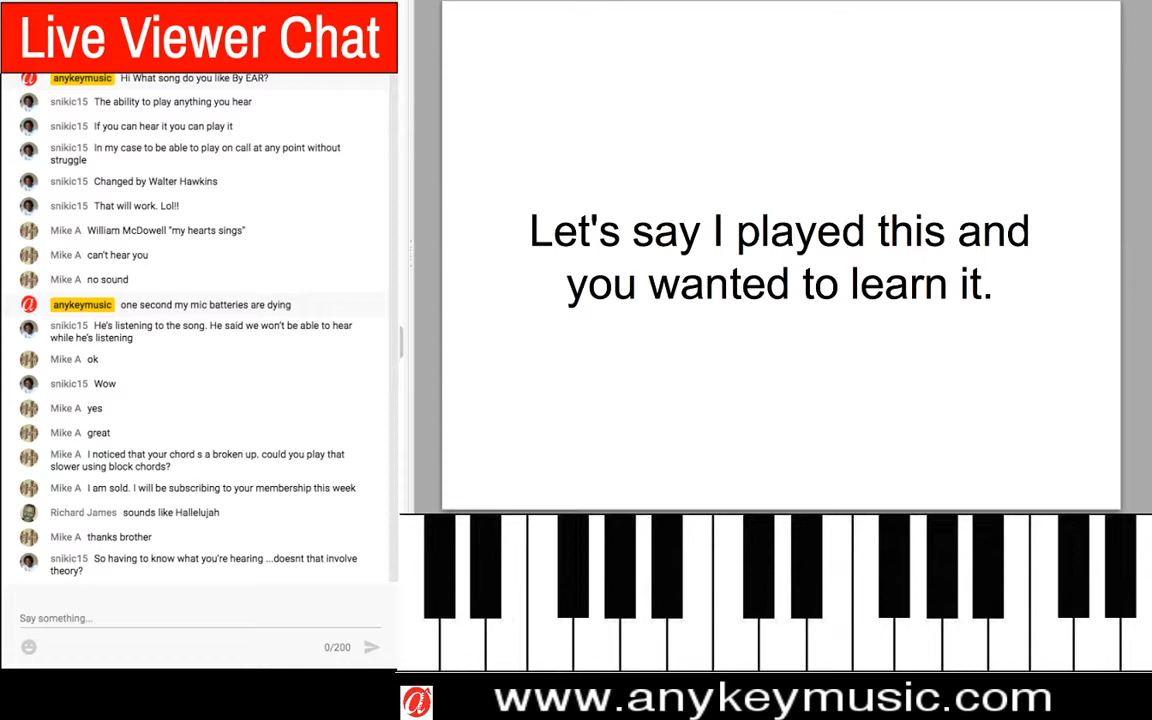 Live Viewer Chat
anykeymusic Hi What song do you like By EAR?
snikic15 The ability to play anything you hear
snikic15 If you can hear it you can play it
snikic15 In my case to be able to play on call at any point without
struggle
snikic15 Changed by Walter Hawkins
snikic15 That will work. Lol!!
Mike A William McDowell "my hearts sings"
Mike A can't hear you
Mike A no sound
anykeymusic one second my mic batteries are dying
snikic15 He's listening to the song. He said we won't be able to hear
while he's listening
Mike A ok
snikic15 Wow
Mike A yes
Mike A great
Mike A I noticed that your chord s a broken up. could you play that
slower using block chords?
Mike A I am sold. I will be subscribing to your membership this week
Richard James sounds like Hallelujah
Mike A thanks brother
snikic15 So having to know what you're hearing ...doesnt that involve
theory?
Say something...
0/200
Let's say I played this and
you wanted to learn it.
www.anykeymusic.com